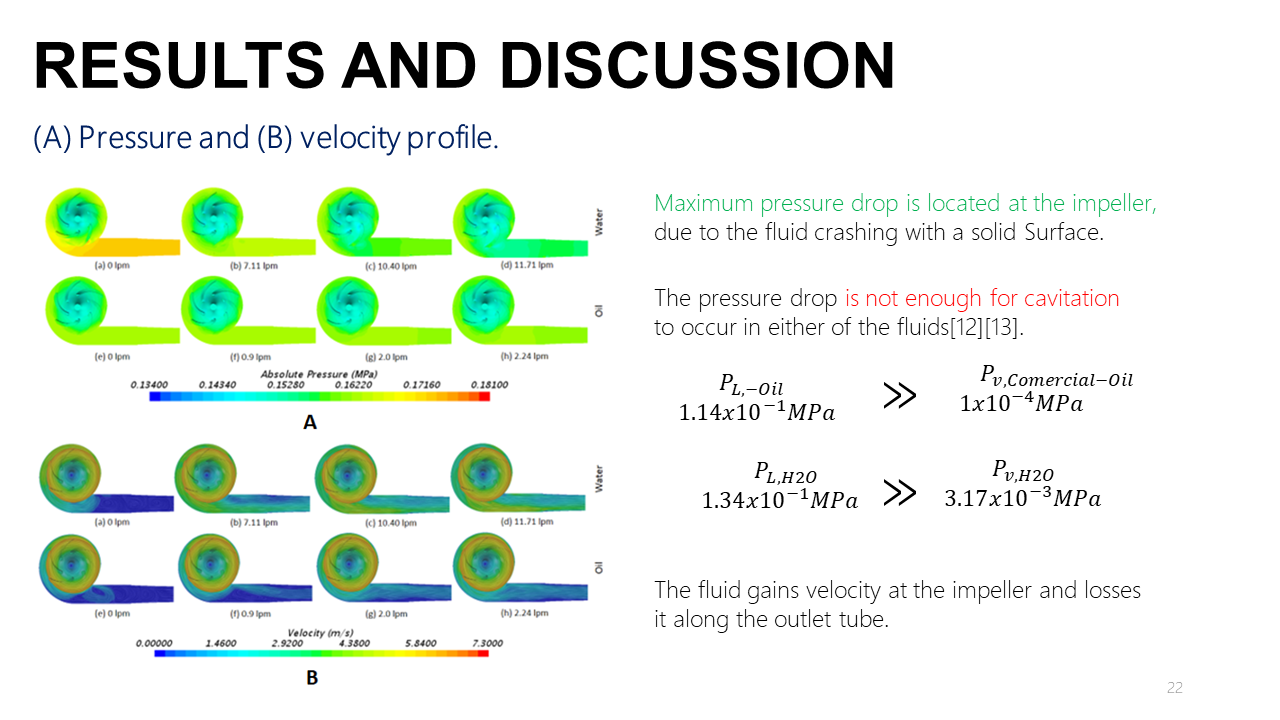 RESULTS AND DISCUSSION
(A) Pressure and (B) velocity profile.
Water
(a) 0 lpm
(b) 7.11 lpm
(c) 10.40 lpm
(d) 11.71 lpm
Oil
(e) 0 lpm
(f) 0.9 lpm
(g) 2.0 lpm
(h) 2.24 lpm
Absolute Pressure (MPa)
0.13400 0.14340 0.15280 0.16220 0.17160 0.18100
A
Water
(a) 0 lpm
(b) 7.11 lpm
(c) 10.40 lpm
(d) 11.71 lpm
Oil
(e) 0 lpm
(f) 0.9 lpm
(g) 2.0 lpm
(h) 2.24 lpm
Velocity (m/s)
0.00000 1.4600 2.9200 4.3800 5.8400 7.3000
B
Maximum pressure drop is located at the impeller,
due to the fluid crashing with a solid Surface.
The pressure drop is not enough for cavitation
to occur in either of the fluids[12][13].
P_{L,-Oil} ≫ P_{v,Comercial-Oil}
1.14x10^{-1}MPa 1x10^{-4}MPa
P_{L,H2O} ≫ P_{v,H2O}
1.34x10^{-1}MPa 3.17x10^{-3}MPa
The fluid gains velocity at the impeller and losses
it along the outlet tube.
22